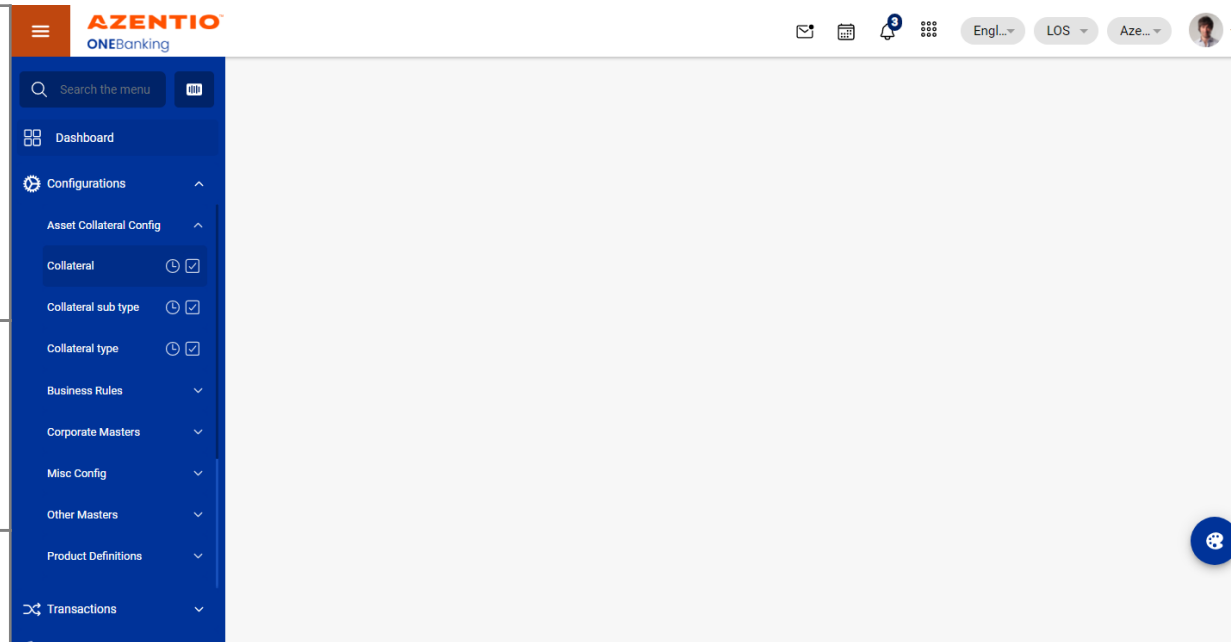 AZENTIO
ONEBanking
3
Engl...
LOS
Aze...
Search the menu
Dashboard
Configurations
Asset Collateral Config
Collateral
Collateral sub type
Collateral type
Business Rules
Corporate Masters
Misc Config
Other Masters
Product Definitions
Transactions